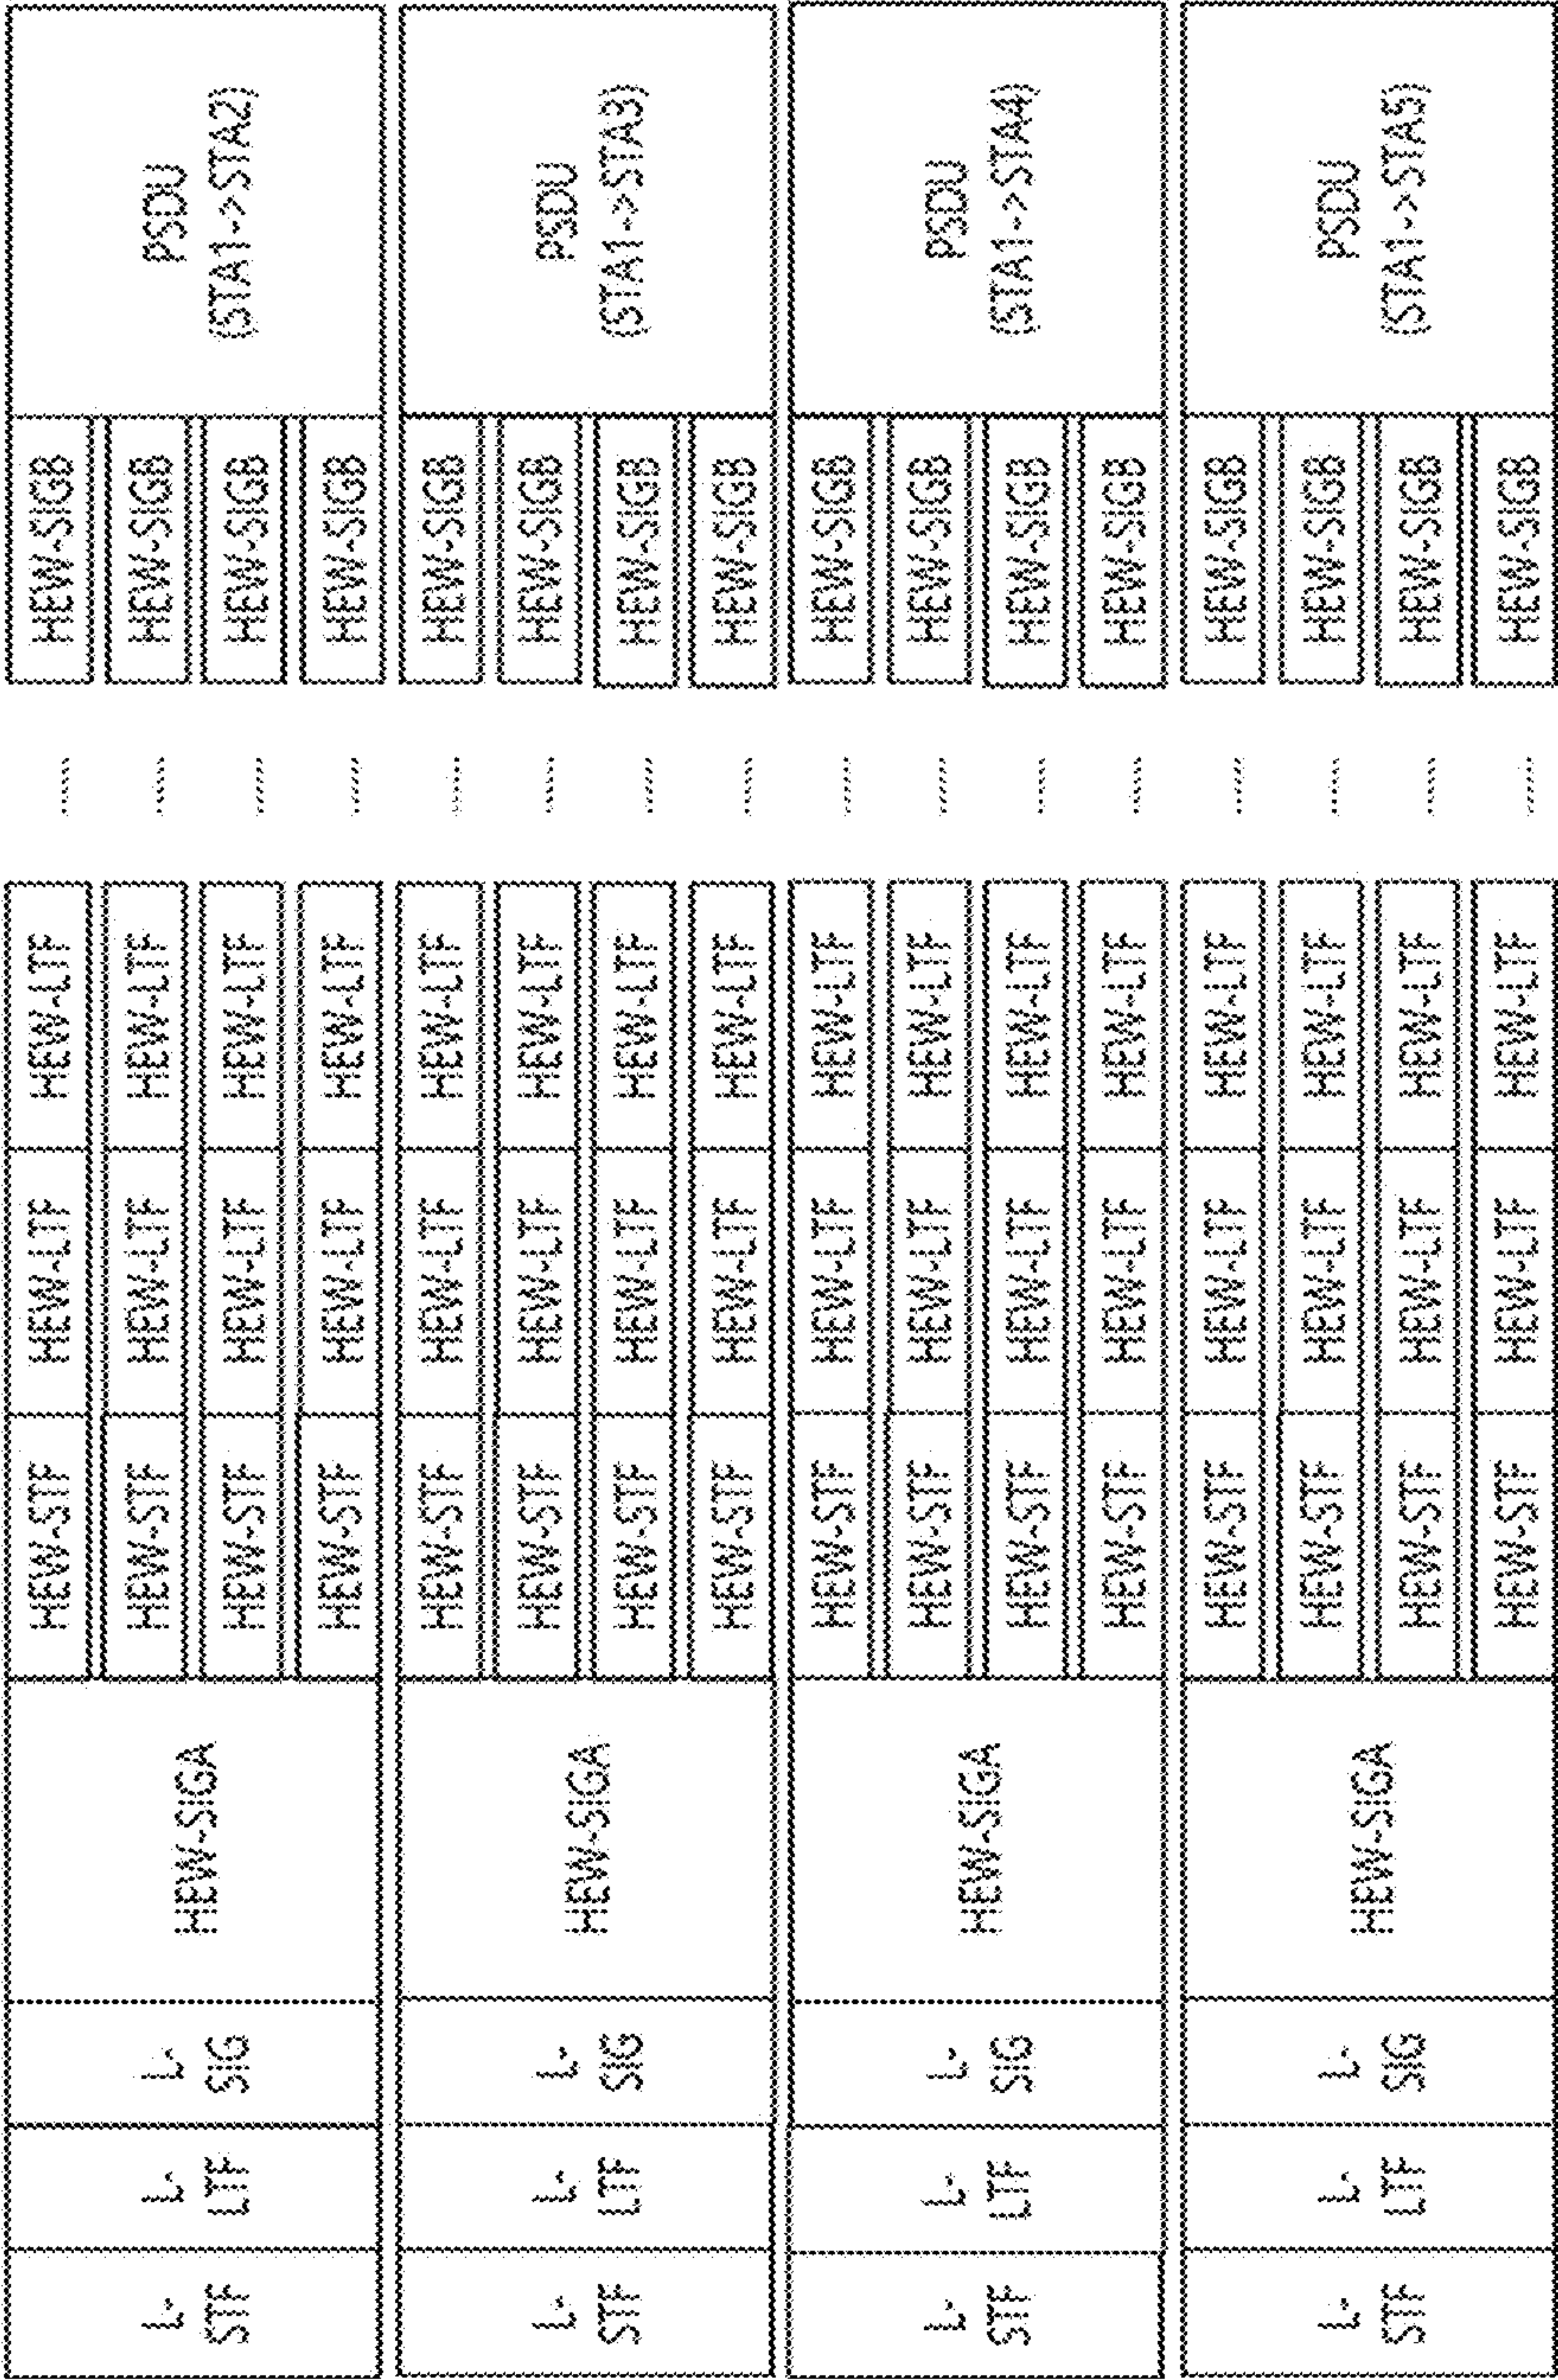 L-
STF
L-
LTF
L-
SIG
HEW-SIGA
HEW-STF HEW-LTF HEW-LTF ---- HEW-SIGB
HEW-STF HEW-LTF HEW-LTF ---- HEW-SIGB
HEW-STF HEW-LTF HEW-LTF ---- HEW-SIGB
HEW-STF HEW-LTF HEW-LTF ---- HEW-SIGB
PSDU
(STA1->STA2)
L-
STF
L-
LTF
L-
SIG
HEW-SIGA
HEW-STF HEW-LTF HEW-LTF ---- HEW-SIGB
HEW-STF HEW-LTF HEW-LTF ---- HEW-SIGB
HEW-STF HEW-LTF HEW-LTF ---- HEW-SIGB
HEW-STF HEW-LTF HEW-LTF ---- HEW-SIGB
PSDU
(STA1->STA3)
L-
STF
L-
LTF
L-
SIG
HEW-SIGA
HEW-STF HEW-LTF HEW-LTF ---- HEW-SIGB
HEW-STF HEW-LTF HEW-LTF ---- HEW-SIGB
HEW-STF HEW-LTF HEW-LTF ---- HEW-SIGB
HEW-STF HEW-LTF HEW-LTF ---- HEW-SIGB
PSDU
(STA1->STA4)
L-
STF
L-
LTF
L-
SIG
HEW-SIGA
HEW-STF HEW-LTF HEW-LTF ---- HEW-SIGB
HEW-STF HEW-LTF HEW-LTF ---- HEW-SIGB
HEW-STF HEW-LTF HEW-LTF ---- HEW-SIGB
HEW-STF HEW-LTF HEW-LTF ---- HEW-SIGB
PSDU
(STA1->STA5)